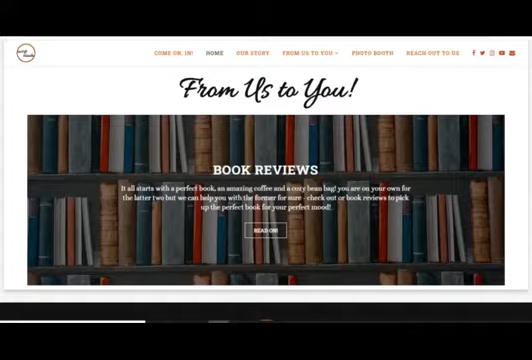 COME ON, IN! HOME OUR STORY FROM US TO YOU PHOTO BOOTH REACH OUT TO US
From Us to You!
BOOK REVIEWS
It all starts with a perfect book, an amazing coffee and a cozy bean bag! you are on your own for
the latter two but we can help you with the former for sure - check out or book reviews to pick
up the perfect book for your perfect mood!
READ ON!